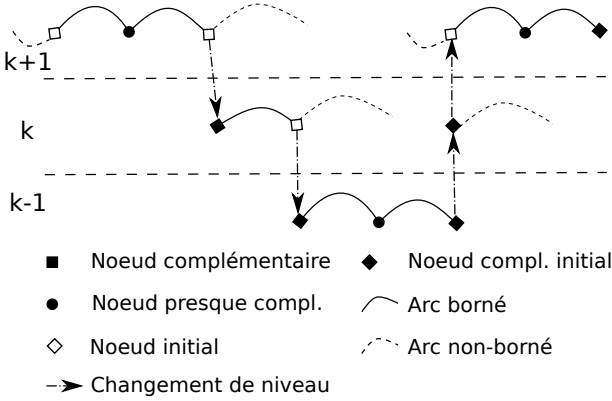 k+1
k
k-1
Noeud complémentaire
Noeud compl. initial
Noeud presque compl.
Arc borné
Noeud initial
Arc non-borné
Changement de niveau